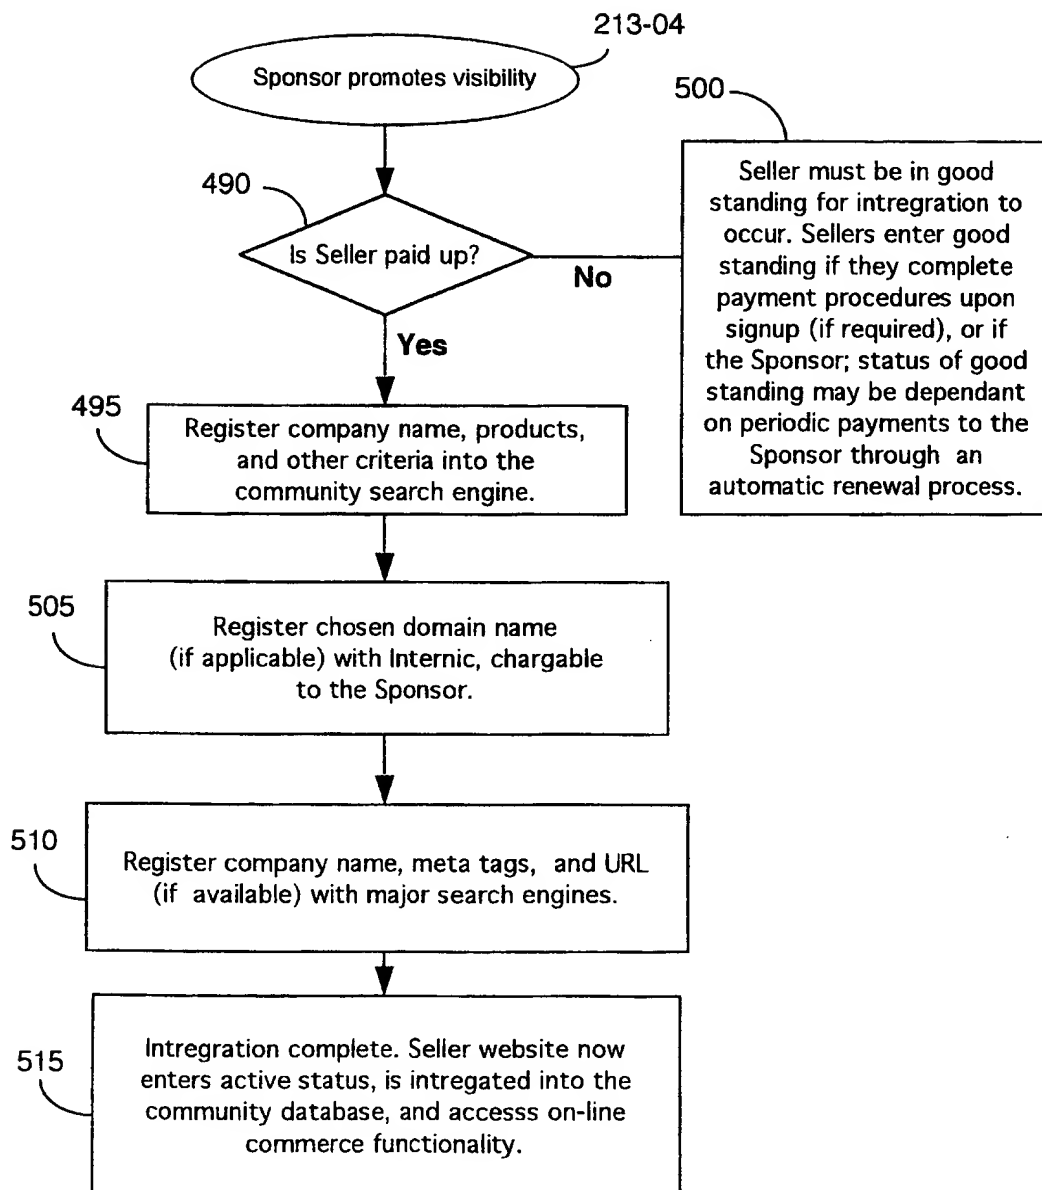 213-04
Sponsor promotes visibility
500
490
Is Seller paid up?
No
Yes
Seller must be in good
standing for intregration to
occur. Sellers enter good
standing if they complete
payment procedures upon
signup (if required), or if
the Sponsor; status of good
standing may be dependant
on periodic payments to the
Sponsor through an
automatic renewal process.
495
Register company name, products,
and other criteria into the
community search engine.
505
Register chosen domain name
(if applicable) with Internic, chargable
to the Sponsor.
510
Register company name, meta tags, and URL
(if available) with major search engines.
515
Intregration complete. Seller website now
enters active status, is intregated into the
community database, and accesss on-line
commerce functionality.